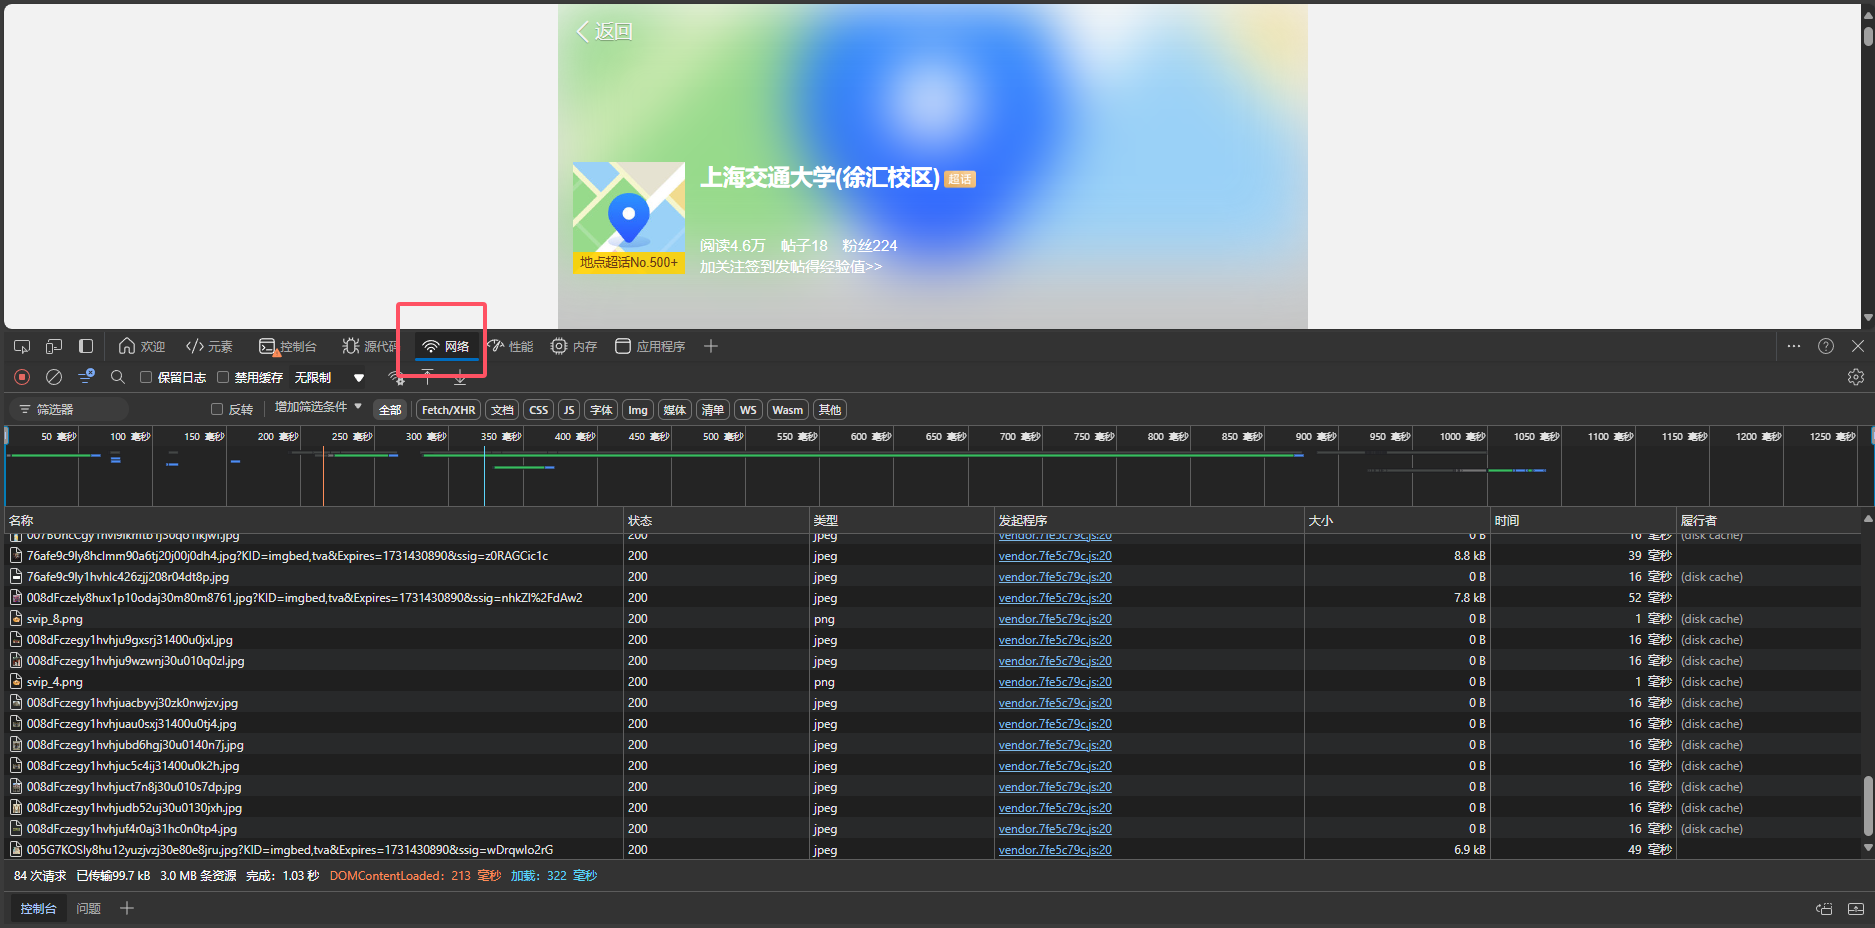 返回
上海交通大学(徐汇校区) 超话
阅读4.6万 帖子18 粉丝224
加关注签到发帖得经验值>>
地点超话No.500+
欢迎 元素 控制台 源代码 网络 性能 内存 应用程序
保留日志 禁用缓存 无限制
筛选器 反转 增加筛选条件 全部 Fetch/XHR 文档 CSS JS 字体 Img 媒体 清单 WS Wasm 其他
50 毫秒 100 毫秒 150 毫秒 200 毫秒 250 毫秒 300 毫秒 350 毫秒 400 毫秒 450 毫秒 500 毫秒 550 毫秒 600 毫秒 650 毫秒 700 毫秒 750 毫秒 800 毫秒 850 毫秒 900 毫秒 950 毫秒 1000 毫秒 1050 毫秒 1100 毫秒 1150 毫秒 1200 毫秒 1250 毫秒
名称 状态 类型 发起程序 大小 时间 履行者
200 jpeg vendor.7fe5c79c.js:20 0 B 16 毫秒 (disk cache)
76afe9c9ly8hclmm90a6tj20j00j0dh4.jpg?KID=imgbed,tva&Expires=1731430890&ssig=z0RAGCic1c 200 jpeg vendor.7fe5c79c.js:20 8.8 kB 39 毫秒
76afe9c9ly1hvhlc426zjj208r04dt8p.jpg 200 jpeg vendor.7fe5c79c.js:20 0 B 16 毫秒 (disk cache)
008dFczely8hux1p10odaj30m80m8761.jpg?KID=imgbed,tva&Expires=1731430890&ssig=nhkZI%2FdAw2 200 jpeg vendor.7fe5c79c.js:20 7.8 kB 52 毫秒
svip_8.png 200 png vendor.7fe5c79c.js:20 0 B 1 毫秒 (disk cache)
008dFczegy1hvhju9gxsrj31400u0jxl.jpg 200 jpeg vendor.7fe5c79c.js:20 0 B 16 毫秒 (disk cache)
008dFczegy1hvhju9wzwnj30u010q0zl.jpg 200 jpeg vendor.7fe5c79c.js:20 0 B 16 毫秒 (disk cache)
svip_4.png 200 png vendor.7fe5c79c.js:20 0 B 1 毫秒 (disk cache)
008dFczegy1hvhjuacbyvj30zk0nwjzv.jpg 200 jpeg vendor.7fe5c79c.js:20 0 B 16 毫秒 (disk cache)
008dFczegy1hvhjuau0sxj31400u0tj4.jpg 200 jpeg vendor.7fe5c79c.js:20 0 B 16 毫秒 (disk cache)
008dFczegy1hvhjubd6hgj30u0140n7j.jpg 200 jpeg vendor.7fe5c79c.js:20 0 B 16 毫秒 (disk cache)
008dFczegy1hvhjuc5c4ij31400u0k2h.jpg 200 jpeg vendor.7fe5c79c.js:20 0 B 16 毫秒 (disk cache)
008dFczegy1hvhjuct7n8j30u010s7dp.jpg 200 jpeg vendor.7fe5c79c.js:20 0 B 16 毫秒 (disk cache)
008dFczegy1hvhjudb52uj30u0130jxh.jpg 200 jpeg vendor.7fe5c79c.js:20 0 B 16 毫秒 (disk cache)
008dFczegy1hvhjuf4r0aj31hc0n0tp4.jpg 200 jpeg vendor.7fe5c79c.js:20 0 B 16 毫秒 (disk cache)
005G7KOSly8hu12yuzjvzj30e80e8jru.jpg?KID=imgbed,tva&Expires=1731430890&ssig=wDrqwIo2rG 200 jpeg vendor.7fe5c79c.js:20 6.9 kB 49 毫秒
84 次请求 已传输99.7 kB 3.0 MB 条资源 完成: 1.03 秒 DOMContentLoaded: 213 毫秒 加载: 322 毫秒
控制台 问题